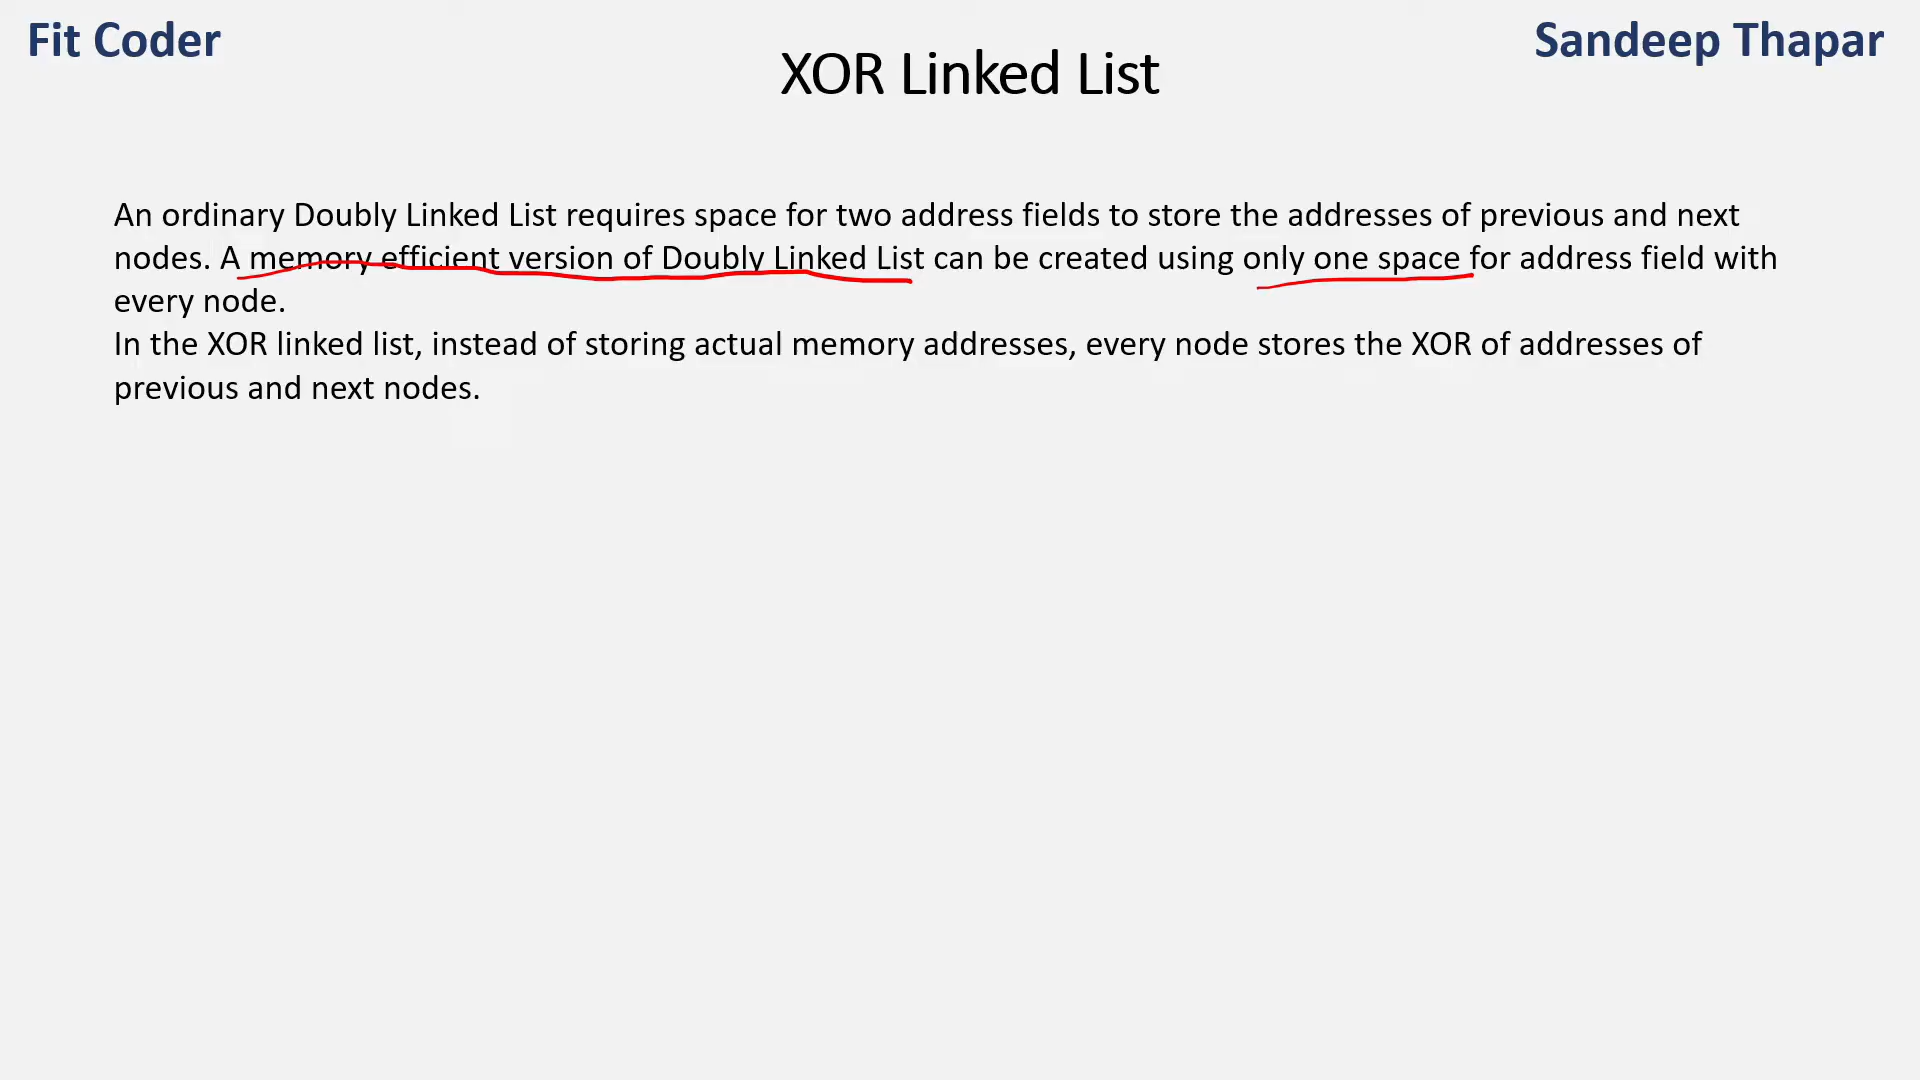 Fit Coder
Sandeep Thapar
XOR Linked List
An ordinary Doubly Linked List requires space for two address fields to store the addresses of previous and next
nodes. A memory efficient version of Doubly Linked List can be created using only one space for address field with
every node.
In the XOR linked list, instead of storing actual memory addresses, every node stores the XOR of addresses of
previous and next nodes.